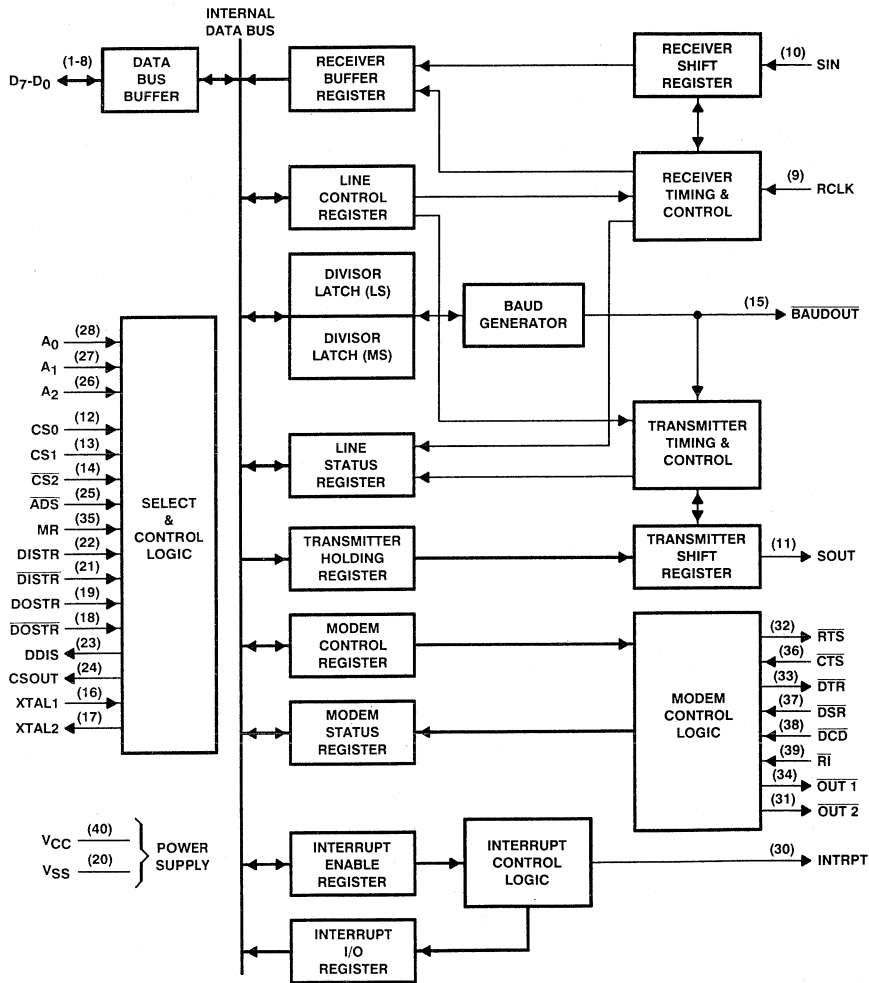 INTERNAL
DATA BUS
D7-D0
(1-8)
DATA
BUS
BUFFER
RECEIVER
BUFFER
REGISTER
RECEIVER
SHIFT
REGISTER
(10)
SIN
LINE
CONTROL
REGISTER
RECEIVER
TIMING &
CONTROL
(9)
RCLK
DIVISOR
LATCH (LS)
DIVISOR
LATCH (MS)
BAUD
GENERATOR
(15)
BAUDOUT
A0 (28)
A1 (27)
A2 (26)
CS0 (12)
CS1 (13)
CS2 (14)
ADS (25)
MR (35)
DISTR (22)
DISTR (21)
DOSTR (19)
DOSTR (18)
DDIS (23)
CSOUT (24)
XTAL1 (16)
XTAL2 (17)
SELECT
&
CONTROL
LOGIC
LINE
STATUS
REGISTER
TRANSMITTER
TIMING &
CONTROL
TRANSMITTER
HOLDING
REGISTER
TRANSMITTER
SHIFT
REGISTER
(11)
SOUT
MODEM
CONTROL
REGISTER
MODEM
STATUS
REGISTER
MODEM
CONTROL
LOGIC
(32) RTS
(36) CTS
(33) DTR
(37) DSR
(38) DCD
(39) RI
(34) OUT 1
(31) OUT 2
VCC (40)
VSS (20)
POWER
SUPPLY
INTERRUPT
ENABLE
REGISTER
INTERRUPT
CONTROL
LOGIC
(30)
INTRPT
INTERRUPT
I/O
REGISTER